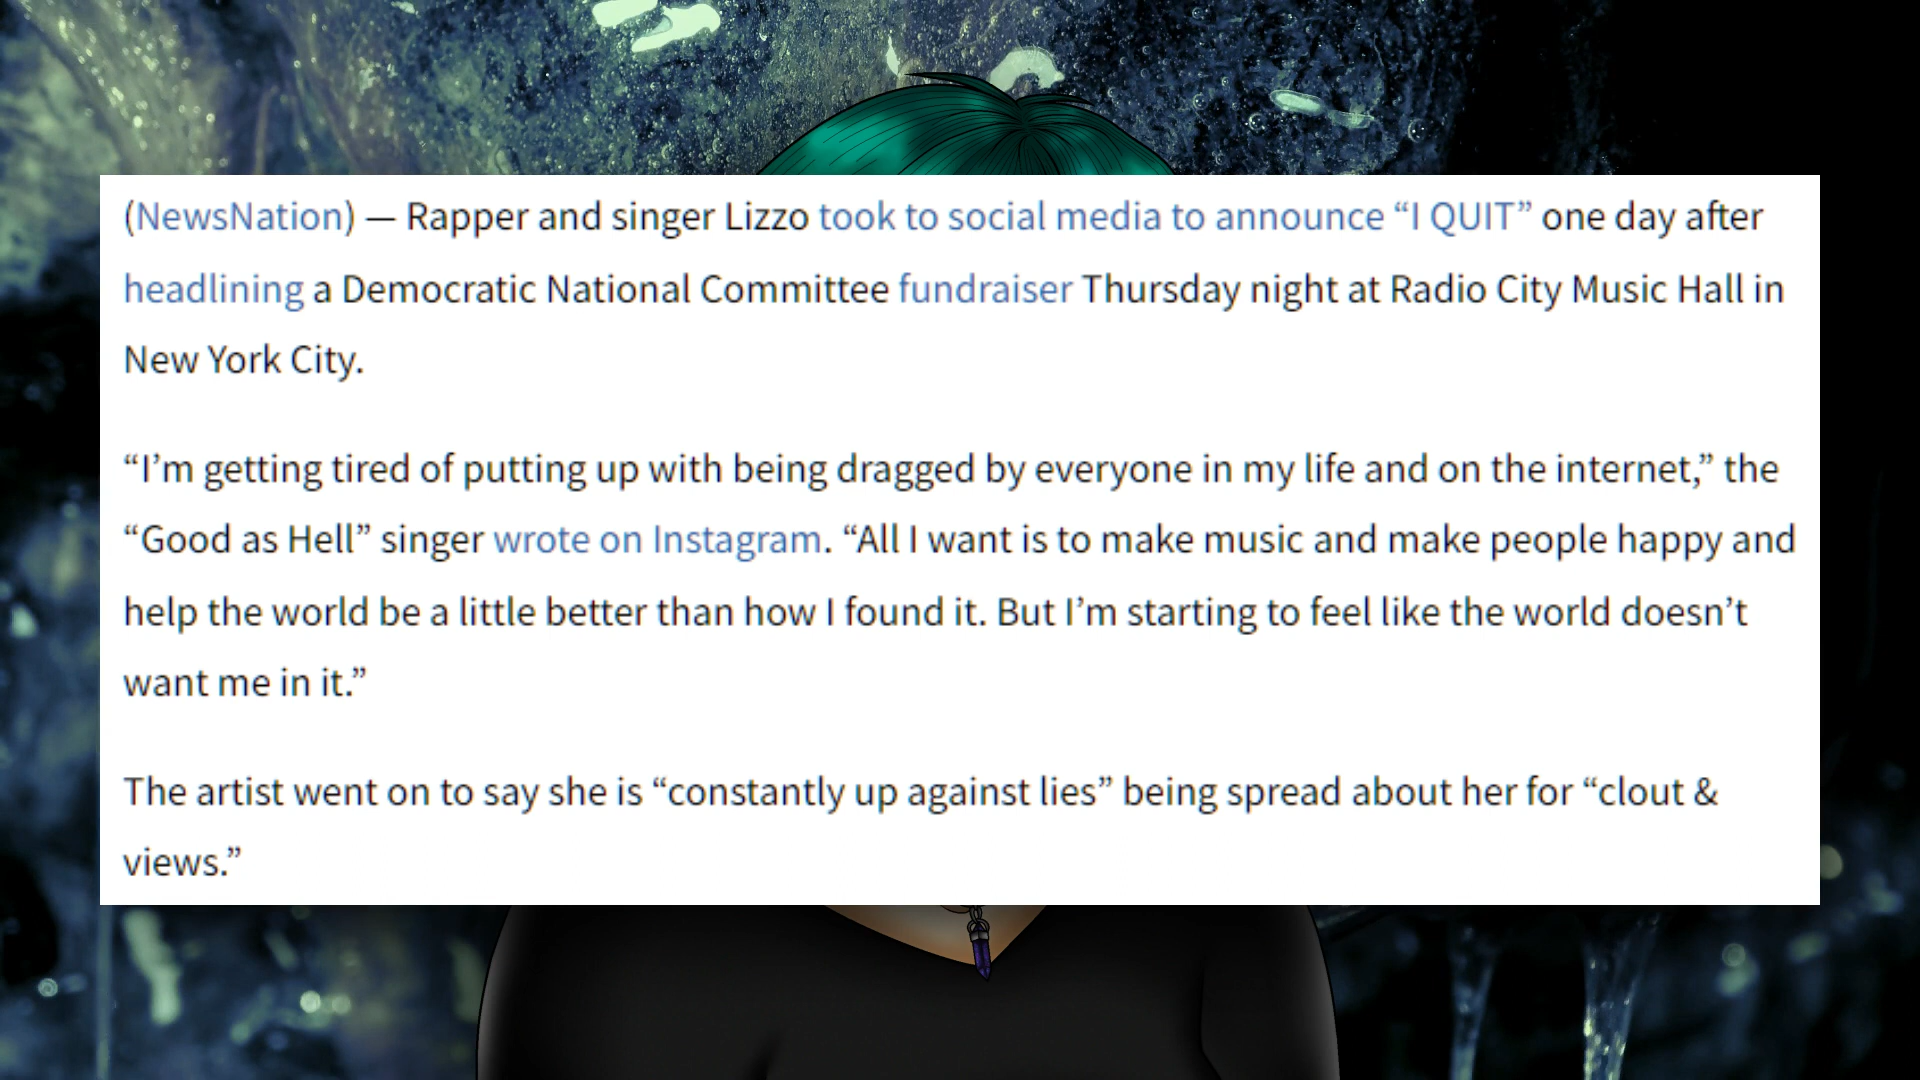 (NewsNation) — Rapper and singer Lizzo took to social media to announce “I QUIT” one day after
headlining a Democratic National Committee fundraiser Thursday night at Radio City Music Hall in
New York City.
“I’m getting tired of putting up with being dragged by everyone in my life and on the internet,” the
“Good as Hell” singer wrote on Instagram. “All I want is to make music and make people happy and
help the world be a little better than how I found it. But I’m starting to feel like the world doesn’t
want me in it.”
The artist went on to say she is “constantly up against lies” being spread about her for “clout &
views.”